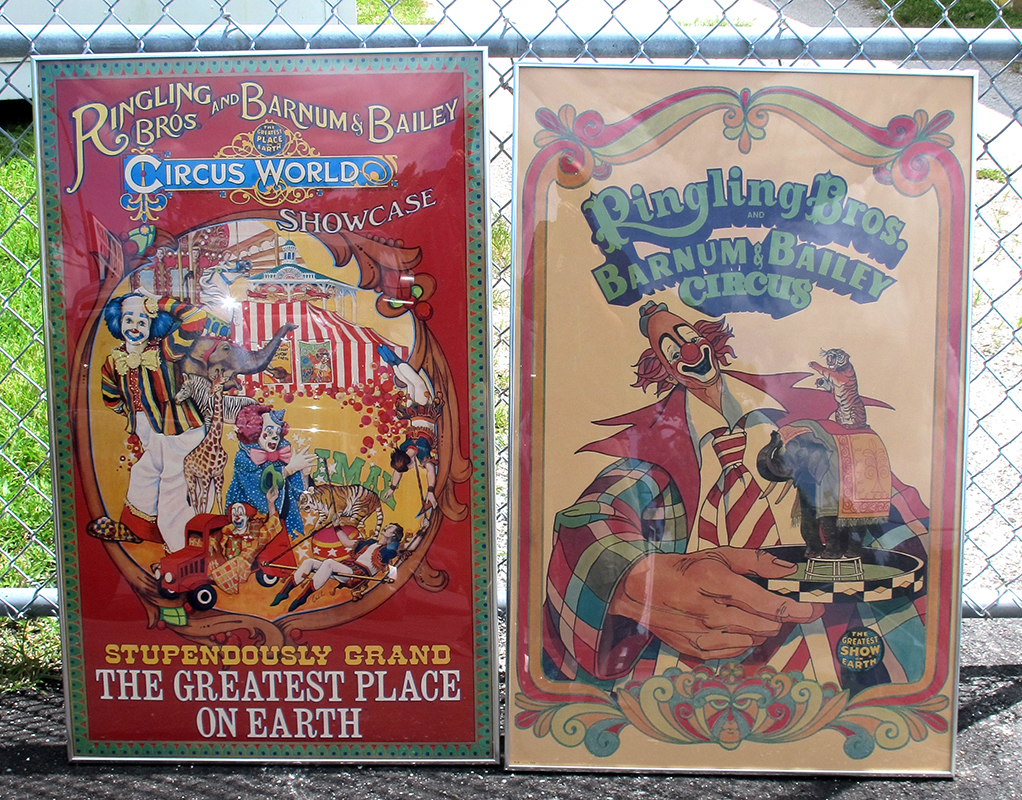 RINGLING AND BARNUM & BAILEY
BROS.
THE
GREATEST
PLACE
ON
EARTH
CIRCUS WORLD
SHOWCASE
STUPENDOUSLY GRAND
THE GREATEST PLACE
ON EARTH
Ringling Bros.
AND
BARNUM & BAILEY
CIRCUS
THE
GREATEST
SHOW
ON
EARTH